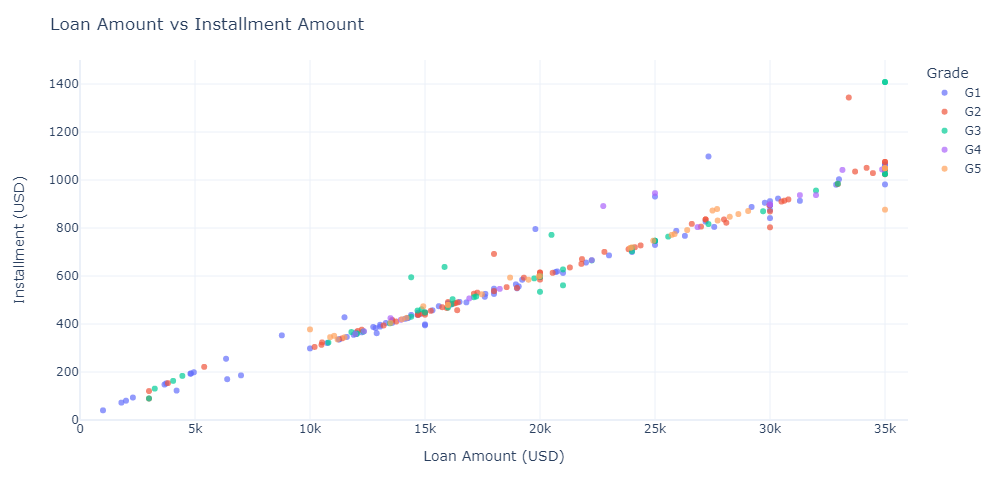 Loan Amount vs Installment Amount
Installment (USD)
1400
1200
1000
800
600
400
200
0
0 5k 10k 15k 20k 25k 30k 35k
Loan Amount (USD)
Grade
G1
G2
G3
G4
G5